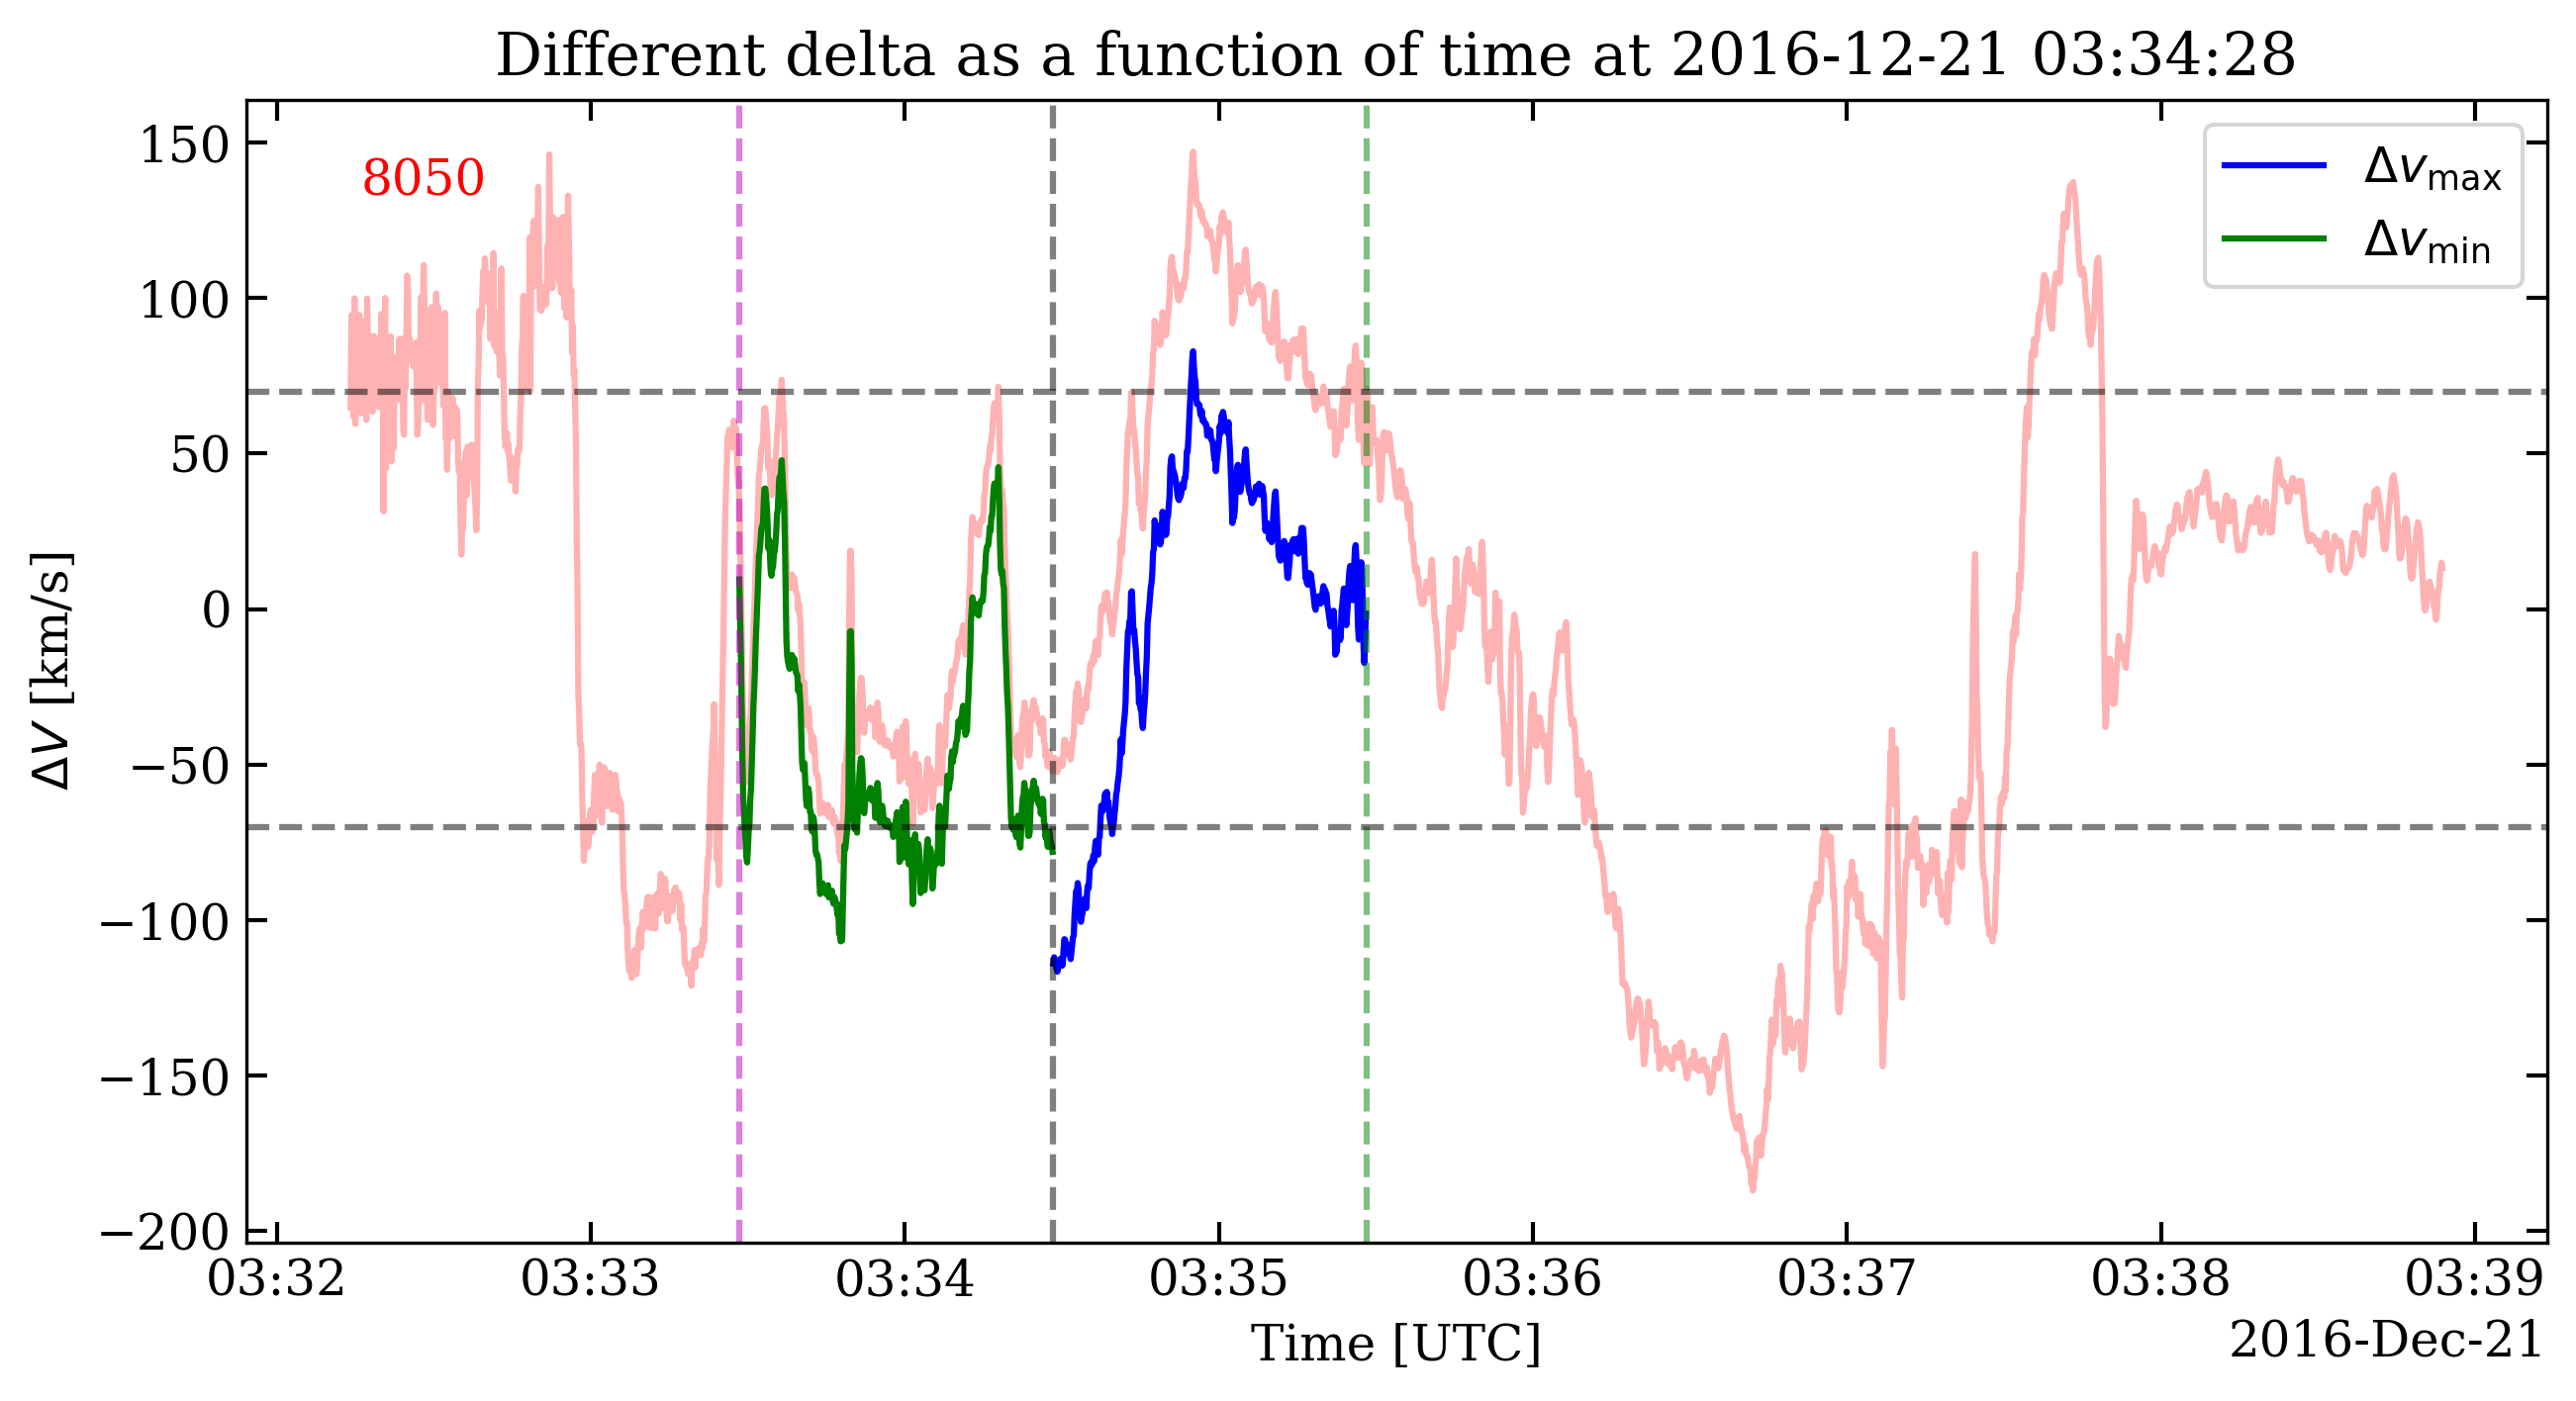 Different delta as a function of time at 2016-12-21 03:34:28
8050
Δv_max
Δv_min
ΔV [km/s]
150
100
50
0
−50
−100
−150
−200
03:32 03:33 03:34 03:35 03:36 03:37 03:38 03:39
Time [UTC]
2016-Dec-21